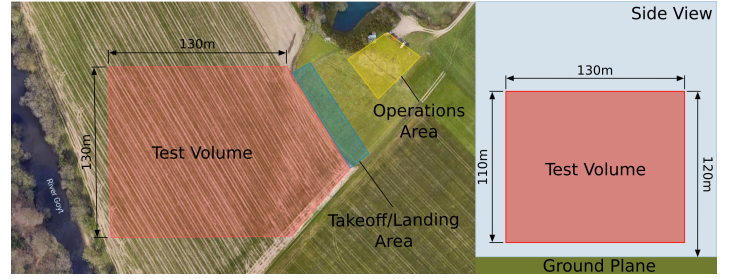 130m
130m
Test Volume
Operations
Area
Takeoff/Landing
Area
River Goyt
Side View
130m
110m
Test Volume
120m
Ground Plane